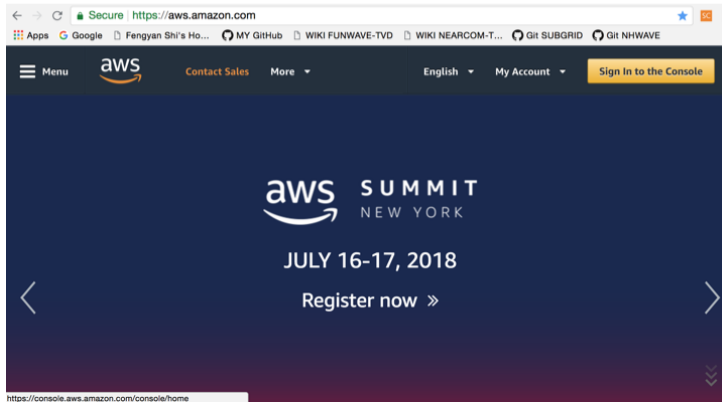 Secure https://aws.amazon.com
SC
Apps Google Fengyan Shi's Ho... MY GitHub WIKI FUNWAVE-TVD WIKI NEARCOM-T... Git SUBGRID Git NHWAVE
Menu aws Contact Sales More English My Account Sign In to the Console
aws SUMMIT
NEW YORK
JULY 16-17, 2018
Register now »
https://console.aws.amazon.com/console/home